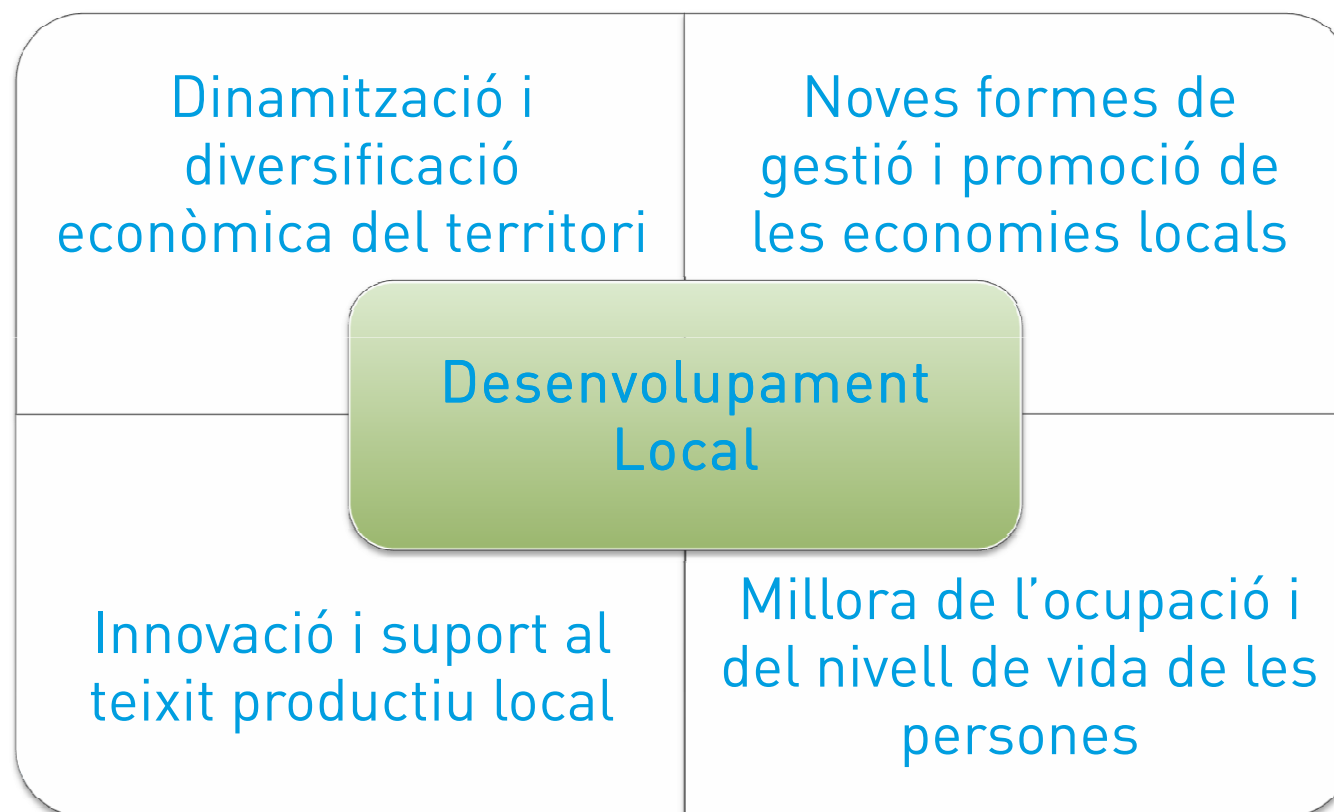 Dinamització i
diversificació
econòmica del territori
Noves formes de
gestió i promoció de
les economies locals
Desenvolupament
Local
Innovació i suport al
teixit productiu local
Millora de l’ocupació i
del nivell de vida de les
persones